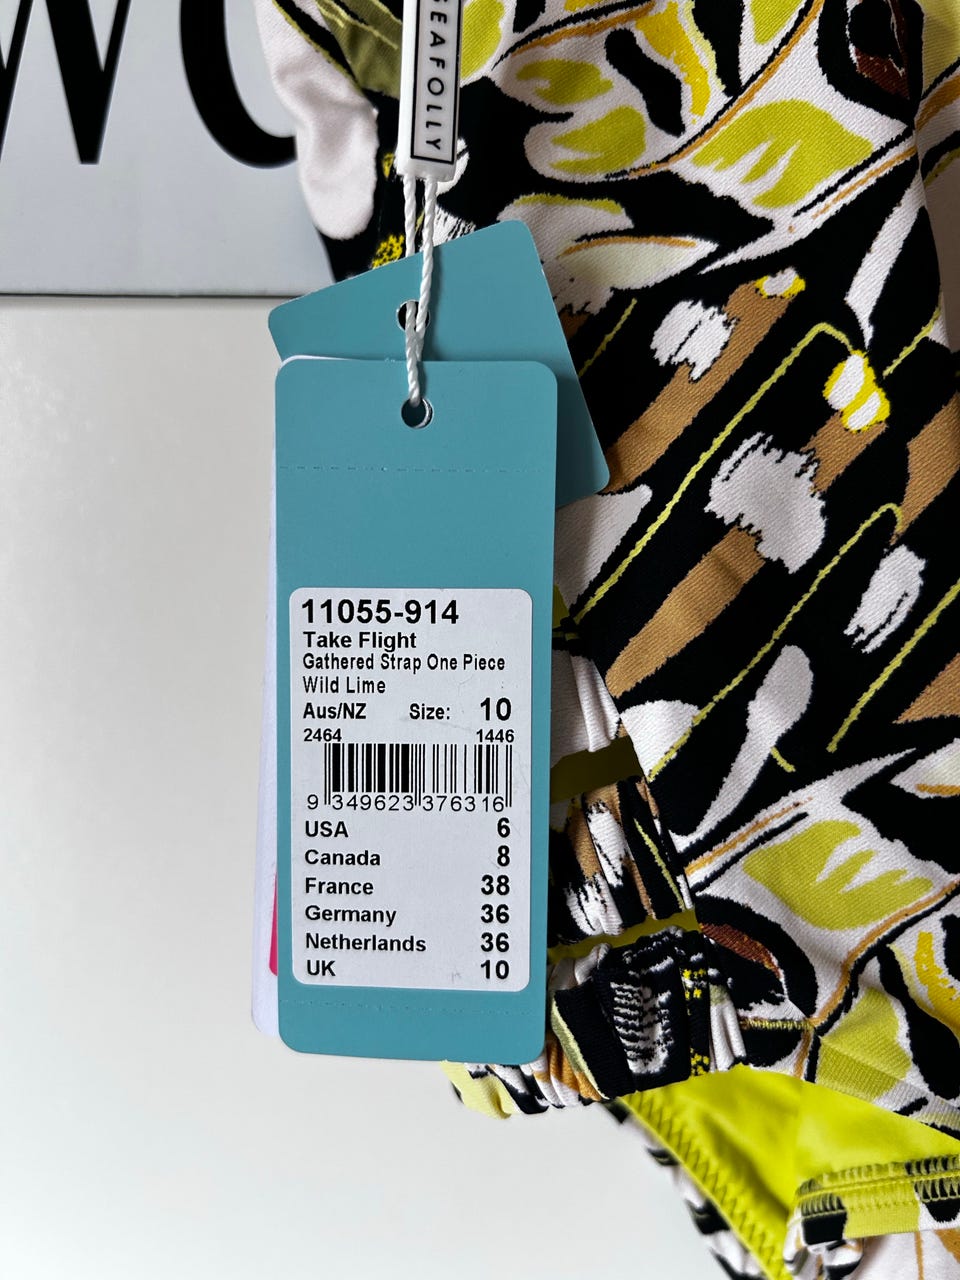 WO
SEAFOLLY
11055-914
Take Flight
Gathered Strap One Piece
Wild Lime
Aus/NZ Size: 10
2464 1446
9 349623 376316
USA 6
Canada 8
France 38
Germany 36
Netherlands 36
UK 10